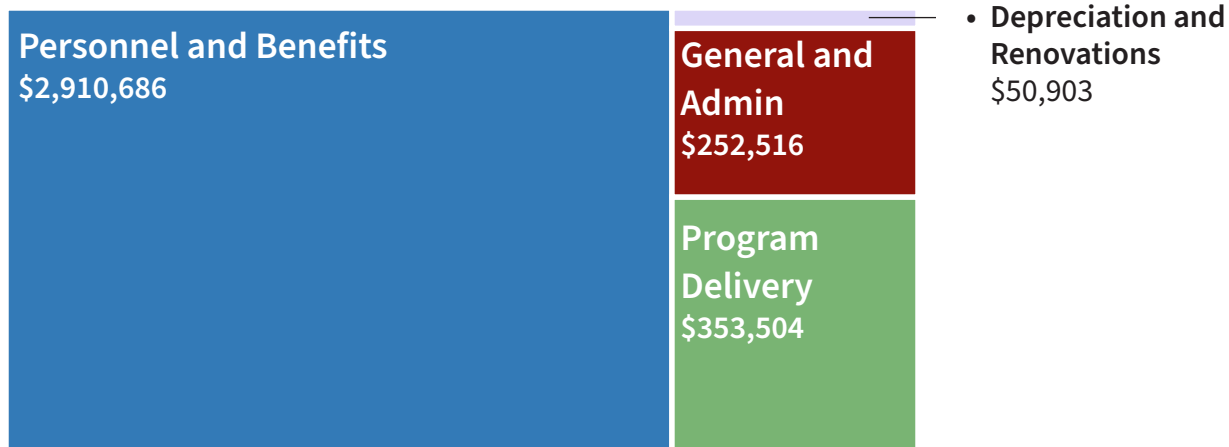 Personnel and Benefits
$2,910,686
General and
Admin
$252,516
Program
Delivery
$353,504
• Depreciation and
Renovations
$50,903